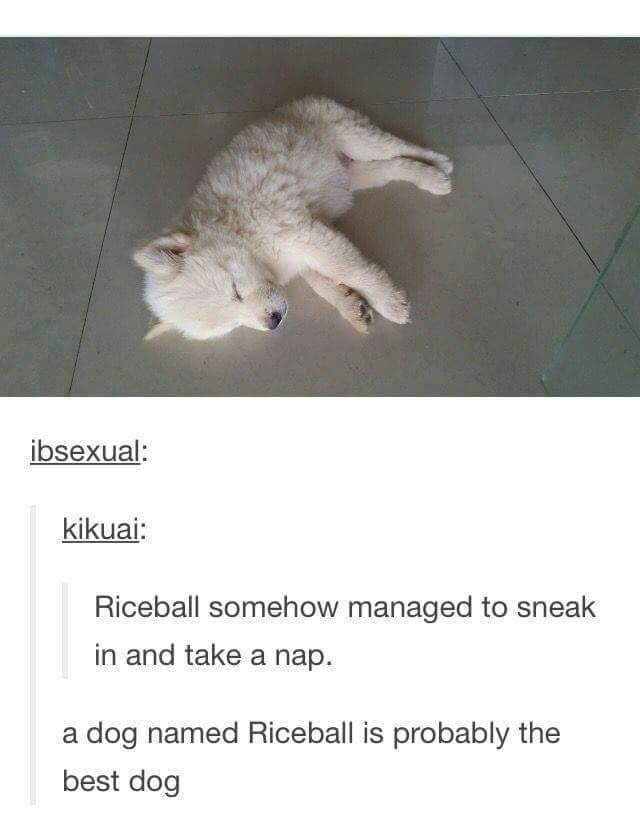 ibsexual:
kikuai:
Riceball somehow managed to sneak
in and take a nap.
a dog named Riceball is probably the
best dog